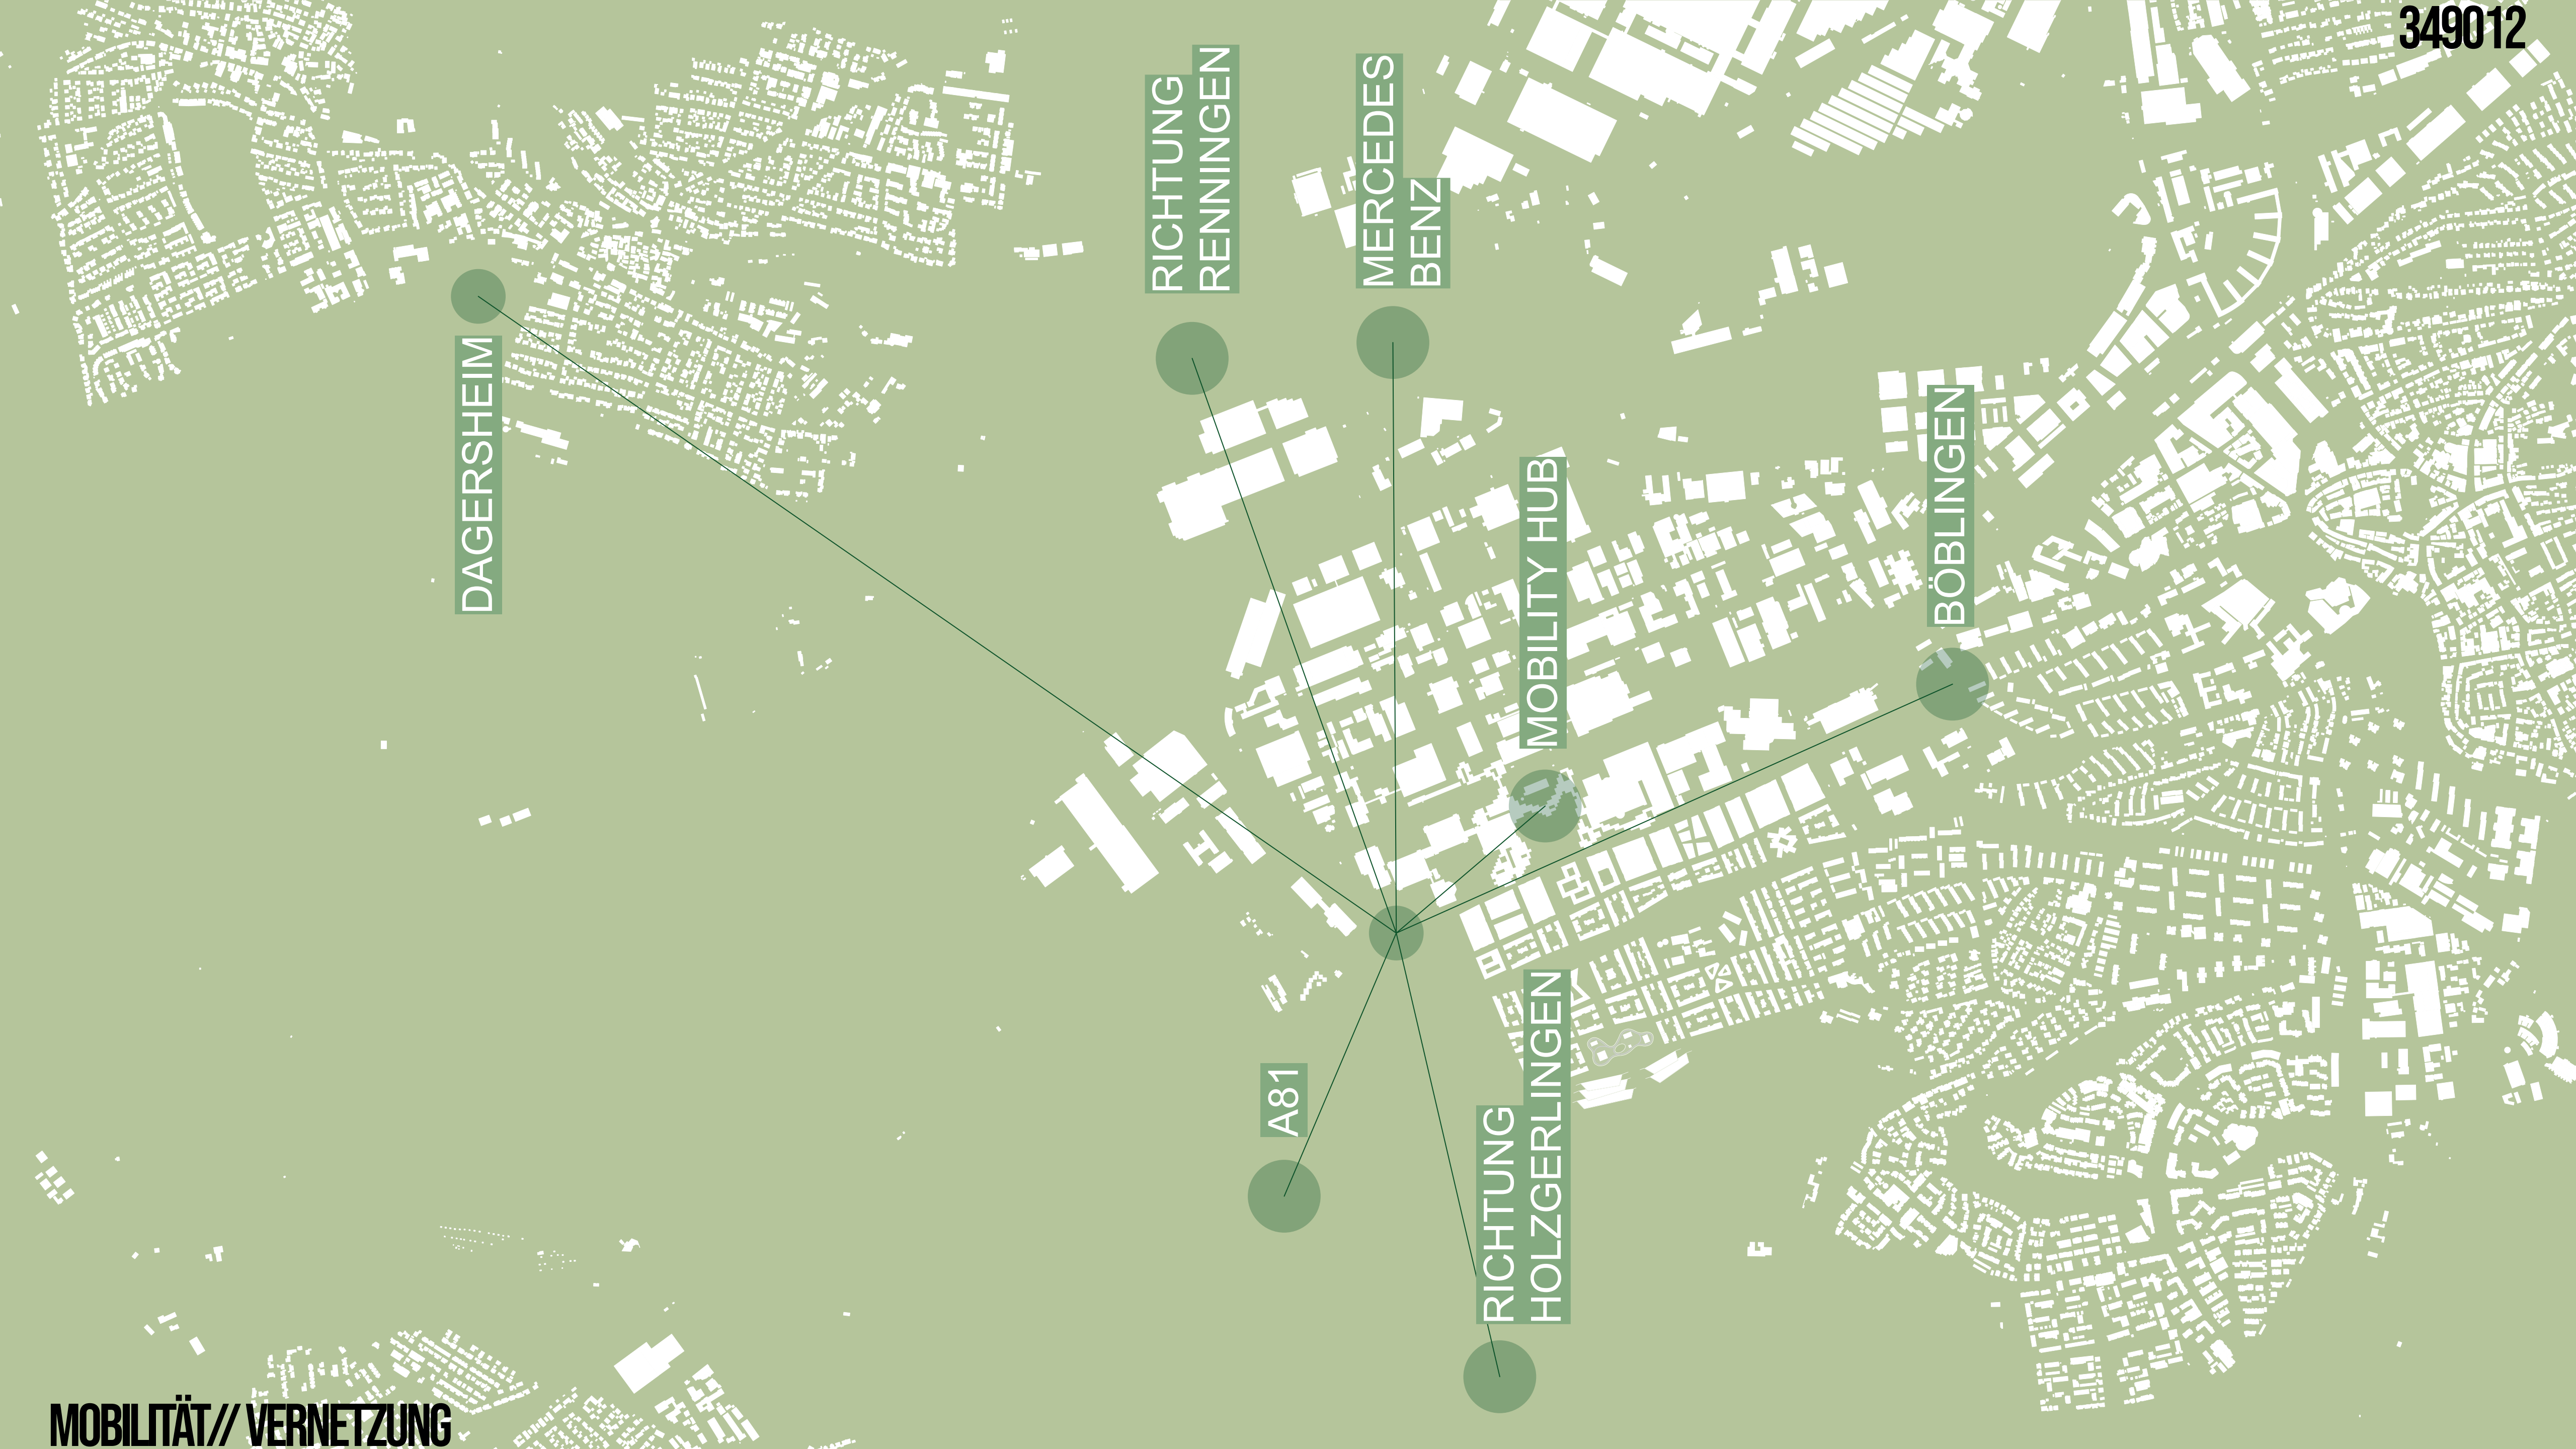 349012
RICHTUNG
RENNINGEN
MERCEDES
BENZ
DAGERSHEIM
MOBILITY HUB
BÖBLINGEN
A81
RICHTUNG
HOLZGERLINGEN
MOBILITÄT// VERNETZUNG